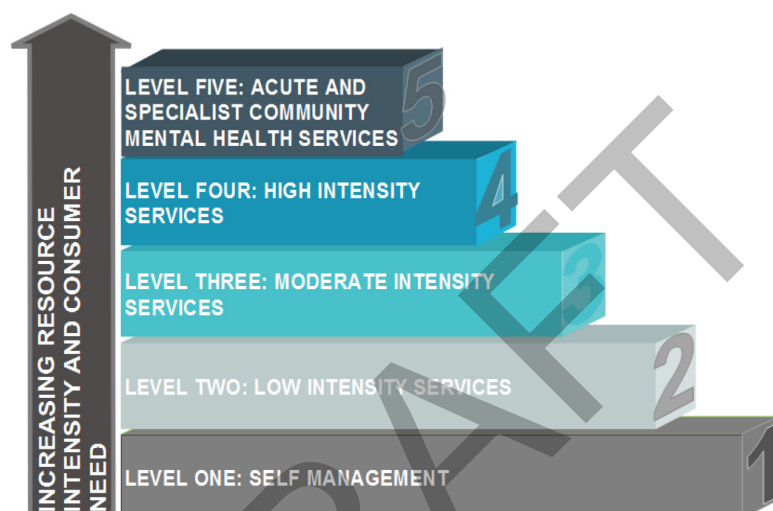 LEVEL FIVE: ACUTE AND
SPECIALIST COMMUNITY
MENTAL HEALTH SERVICES
5
LEVEL FOUR: HIGH INTENSITY
SERVICES
4
LEVEL THREE: MODERATE INTENSITY
SERVICES
3
LEVEL TWO: LOW INTENSITY SERVICES
2
LEVEL ONE: SELF MANAGEMENT
1
INCREASING RESOURCE
INTENSITY AND CONSUMER
NEED
DRAFT